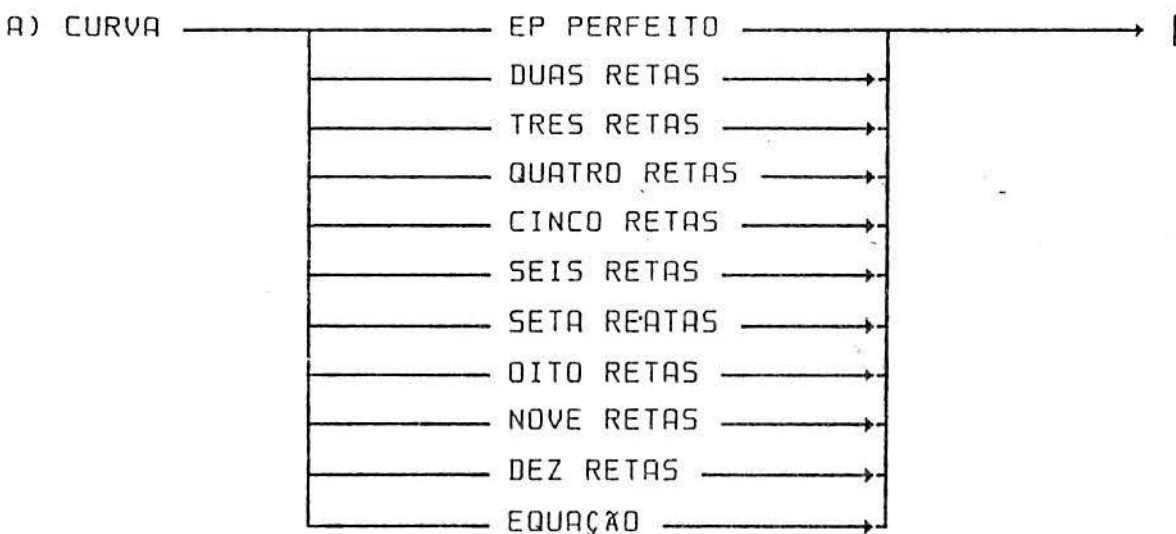 A) CURVA EP PERFEITO
DUAS RETAS
TRES RETAS
QUATRO RETAS
CINCO RETAS
SEIS RETAS
SETA REATAS
OITO RETAS
NOVE RETAS
DEZ RETAS
EQUAÇÃO